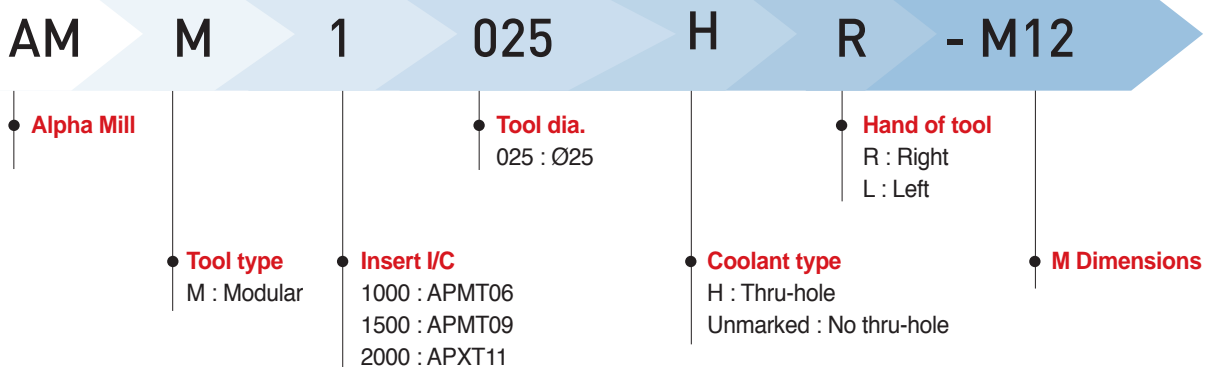 AM M 1 025 H R - M12
Alpha Mill
Tool dia.
025 : Ø25
Hand of tool
R : Right
L : Left
Tool type
M : Modular
Insert I/C
1000 : APMT06
1500 : APMT09
2000 : APXT11
Coolant type
H : Thru-hole
Unmarked : No thru-hole
M Dimensions